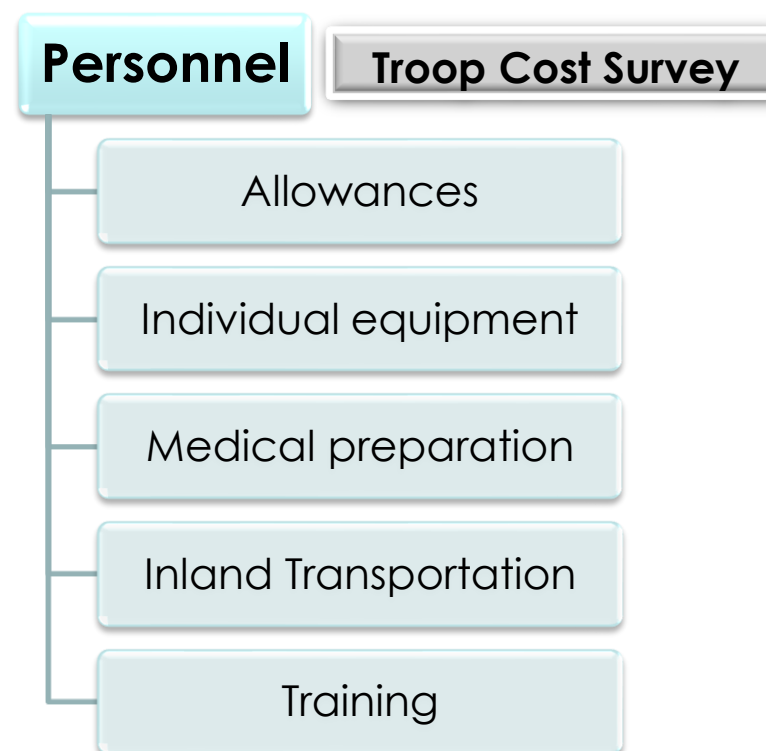 Personnel
Troop Cost Survey
Allowances
Individual equipment
Medical preparation
Inland Transportation
Training